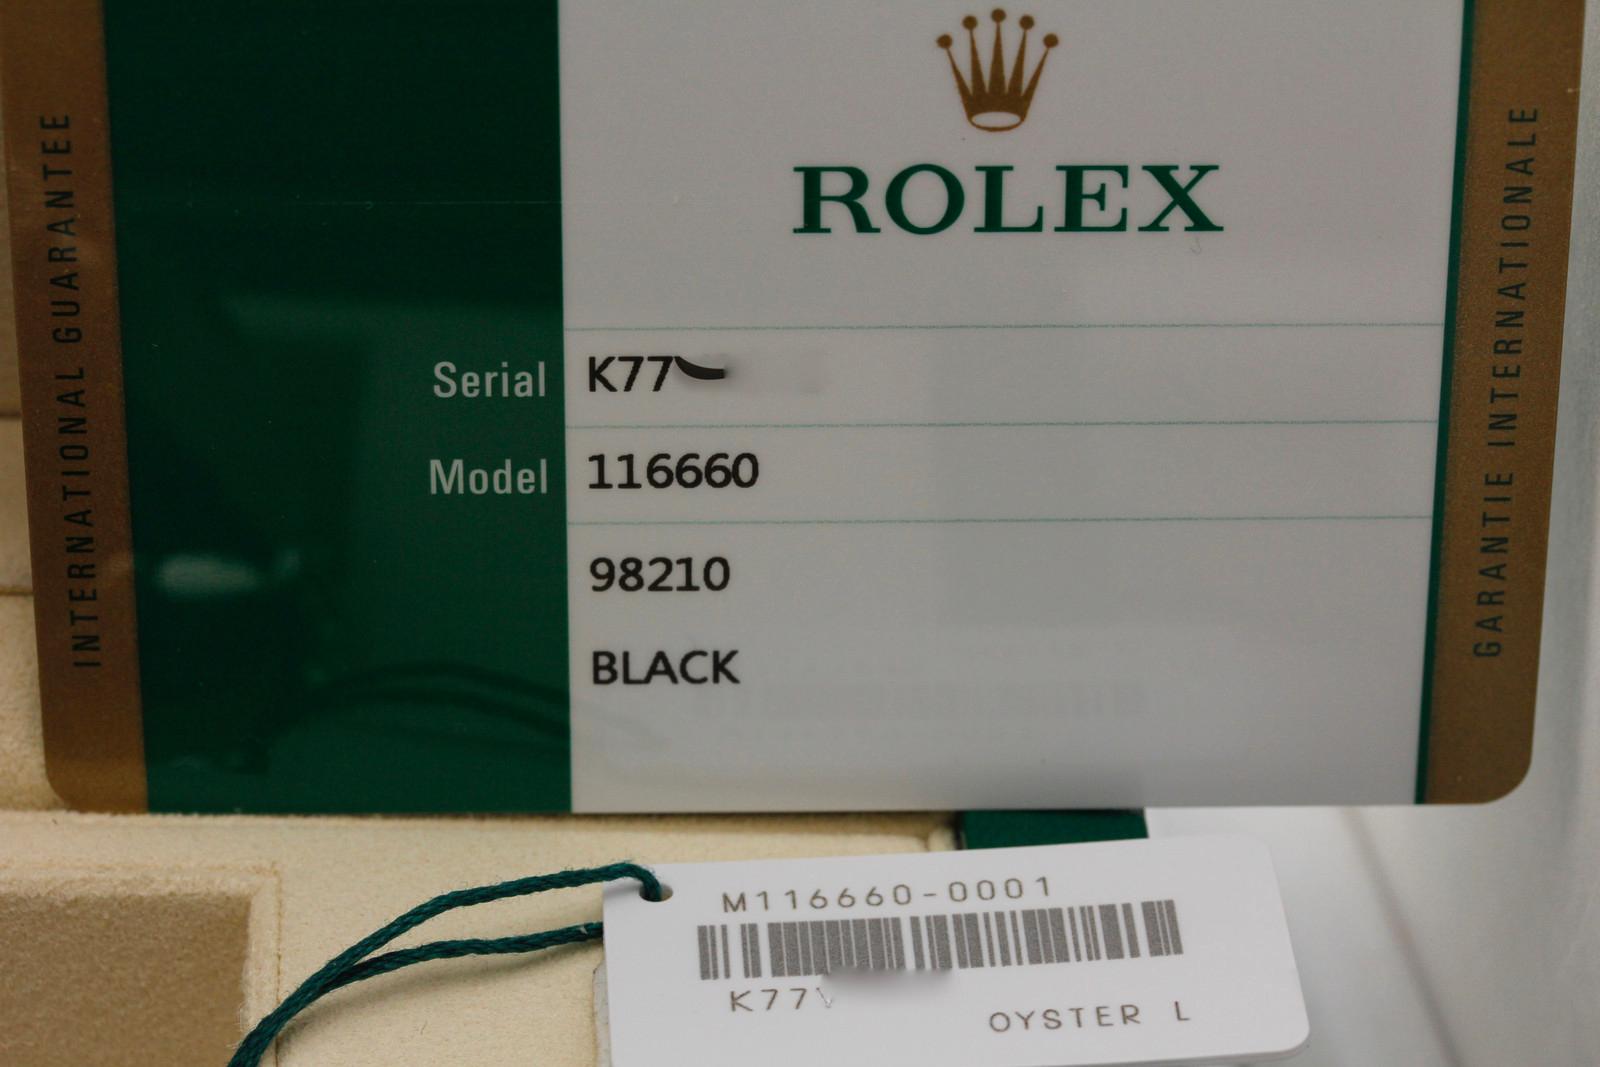 INTERNATIONAL GUARANTEE
ROLEX
Serial K77
Model 116660
98210
BLACK
GARANTIE INTERNATIONALE
M116660-0001
K77
OYSTER L